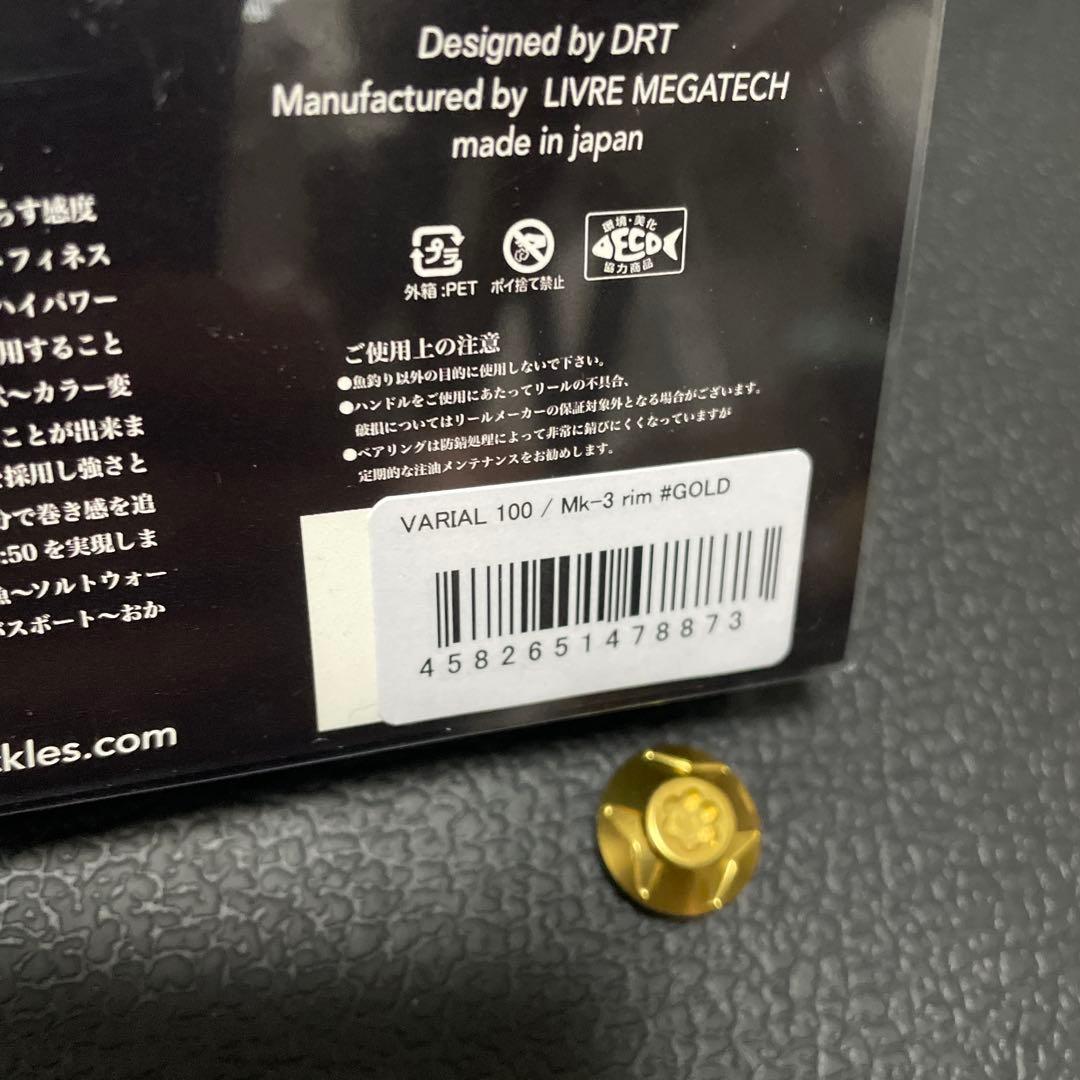 Designed by DRT
Manufactured by LIVRE MEGATECH
made in japan
らす感度
フィネス
ハイパワー
用すること
～カラー変
ことが出来ま
採用し強さと
分で巻き感を追
:50 を実現しま
魚～ソルトウォー
バスボート～おか
kles.com
プラ
外箱:PET
ポイ捨て禁止
環境・美化
ECO
協力商品
ご使用上の注意
●魚釣り以外の目的に使用しないで下さい。
●ハンドルをご使用にあたってリールの不具合、
破損についてはリールメーカーの保証対象外となる場合がございます。
●ベアリングは防錆処理によって非常に錆びにくくなっていますが
定期的な注油メンテナンスをお勧めします。
VARIAL 100 / Mk-3 rim #GOLD
4582651478873